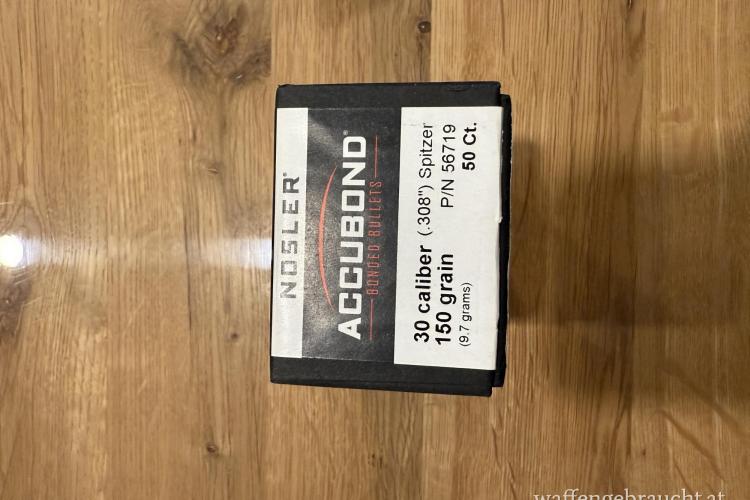 NOSLER®
ACCUBOND®
BONDED BULLETS
30 caliber (.308") Spitzer
150 grain P/N 56719
(9.7 grams) 50 Ct.
waffengebraucht.at